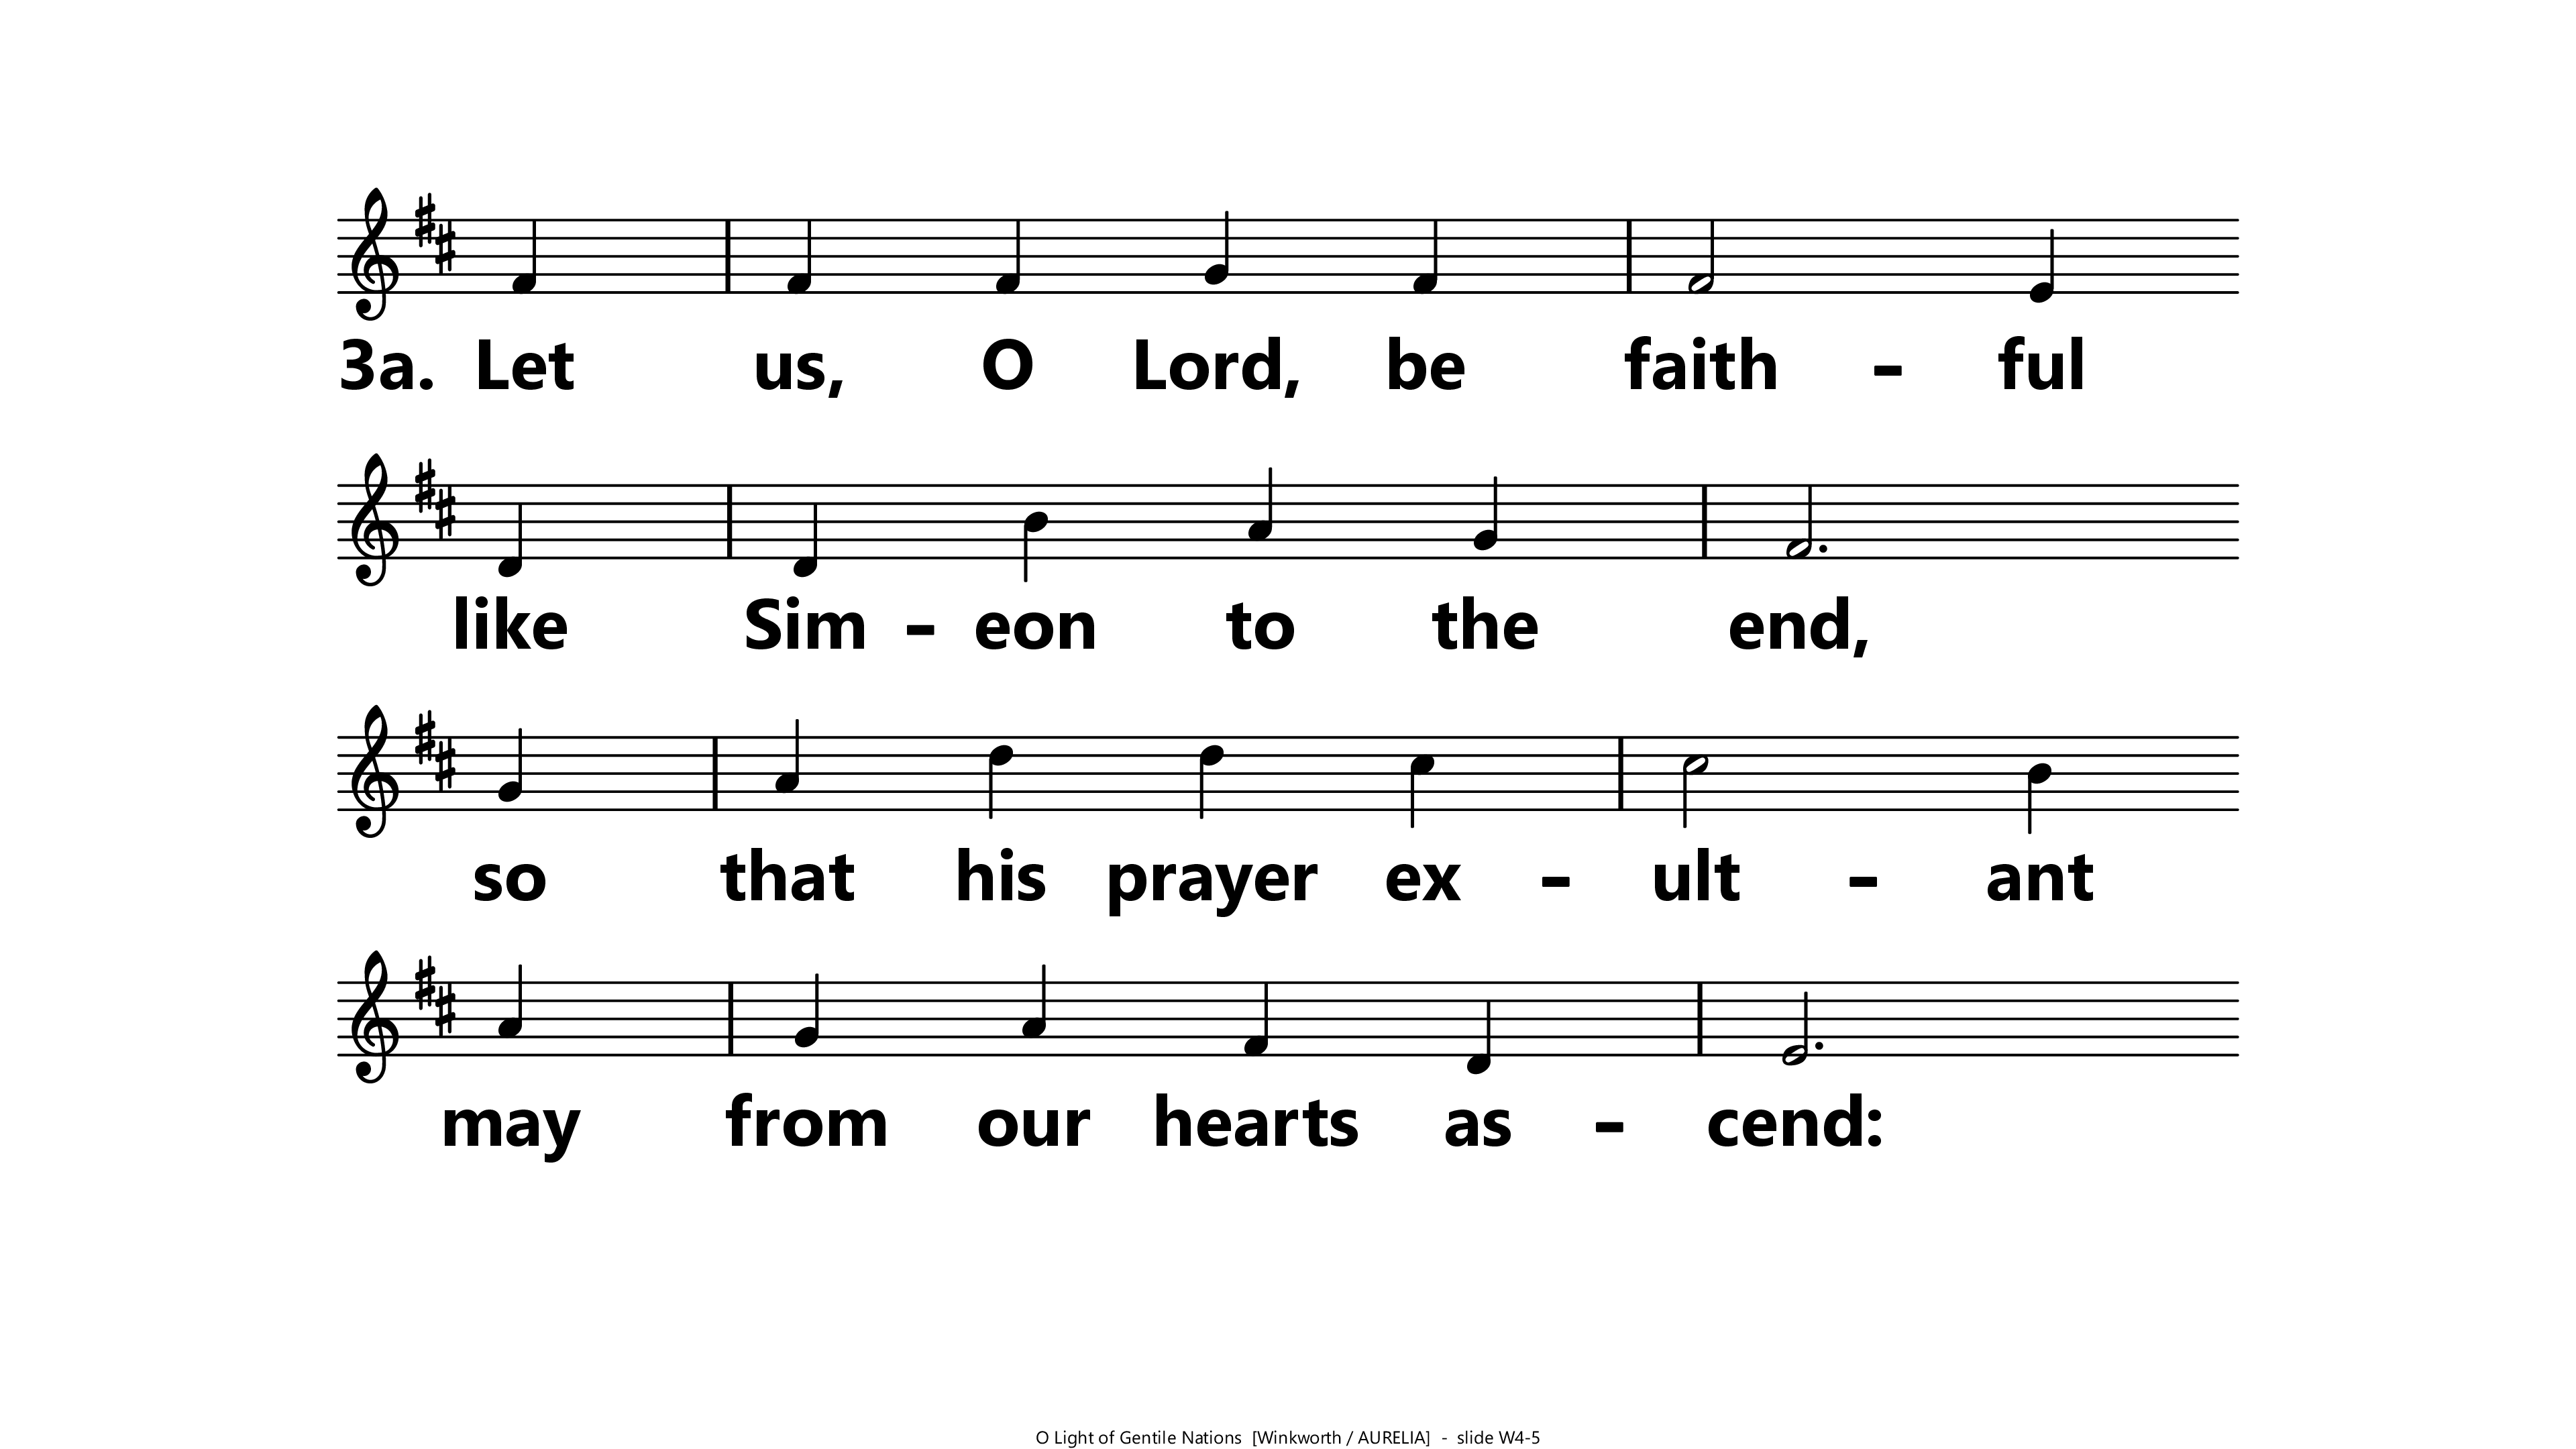 3a. Let us, O Lord, be faith - ful
like Sim - eon to the end,
so that his prayer ex - ult - ant
may from our hearts as - cend:
O Light of Gentile Nations [Winkworth / AURELIA] - slide W4-5